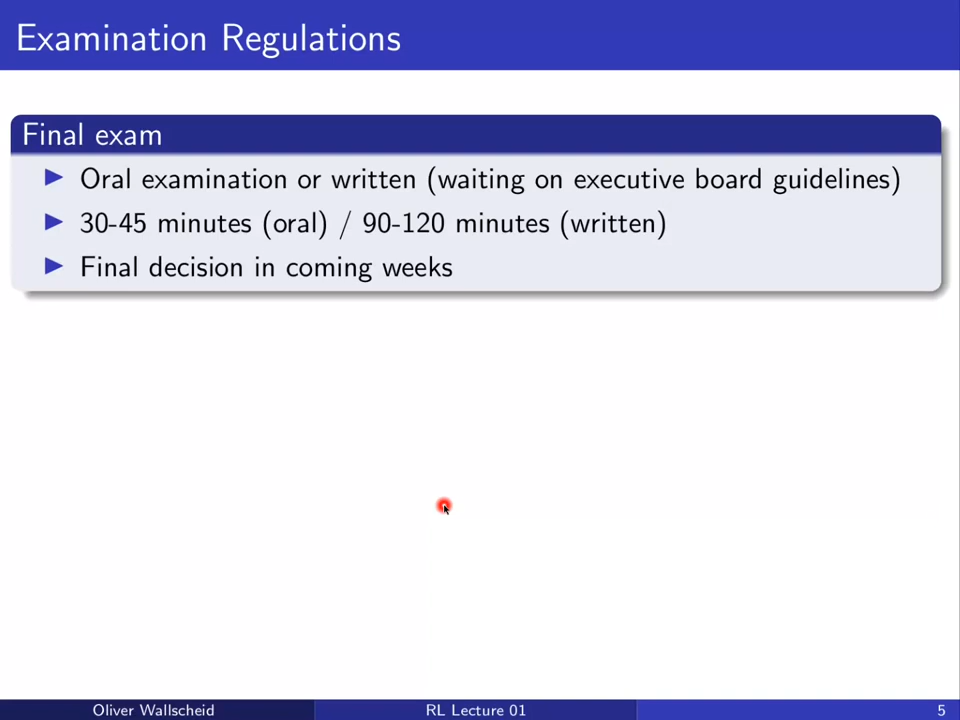 Examination Regulations
Final exam
Oral examination or written (waiting on executive board guidelines)
30-45 minutes (oral) / 90-120 minutes (written)
Final decision in coming weeks
Oliver Wallscheid RL Lecture 01 5